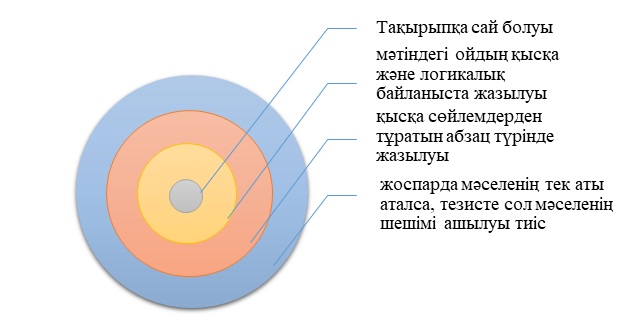 Тақырыпқа сай болуы
мәтіндегі ойдың қысқа
және логикалық
байланыста жазылуы
қысқа сөйлемдерден
тұратын абзац түрінде
жазылуы
жоспарда мәселенің тек аты
аталса, тезисте сол мәселенің
шешімі ашылуы тиіс